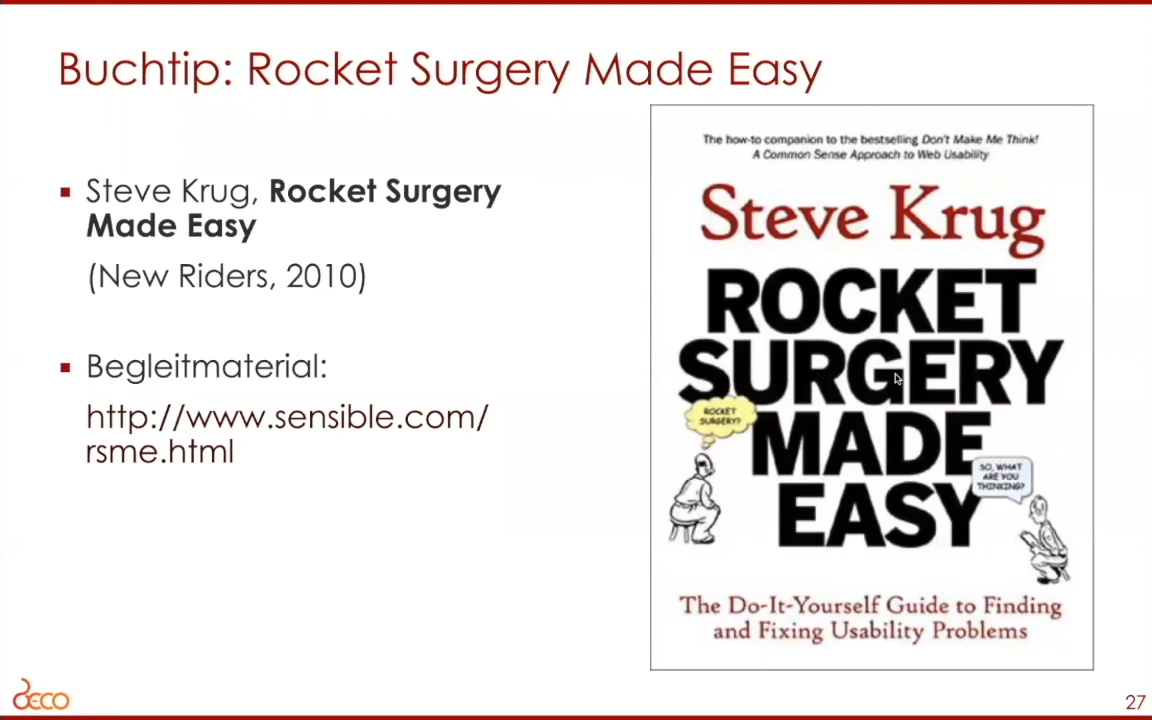 Buchtip: Rocket Surgery Made Easy
Steve Krug, Rocket Surgery
Made Easy
(New Riders, 2010)
Begleitmaterial:
http://www.sensible.com/
rsme.html
The how-to companion to the bestselling Don't Make Me Think!
A Common Sense Approach to Web Usability
Steve Krug
ROCKET
SURGERY
MADE
EASY
ROCKET
SURGERY?
SO, WHAT
ARE YOU
THINKING?
The Do-It-Yourself Guide to Finding
and Fixing Usability Problems
DECO
27